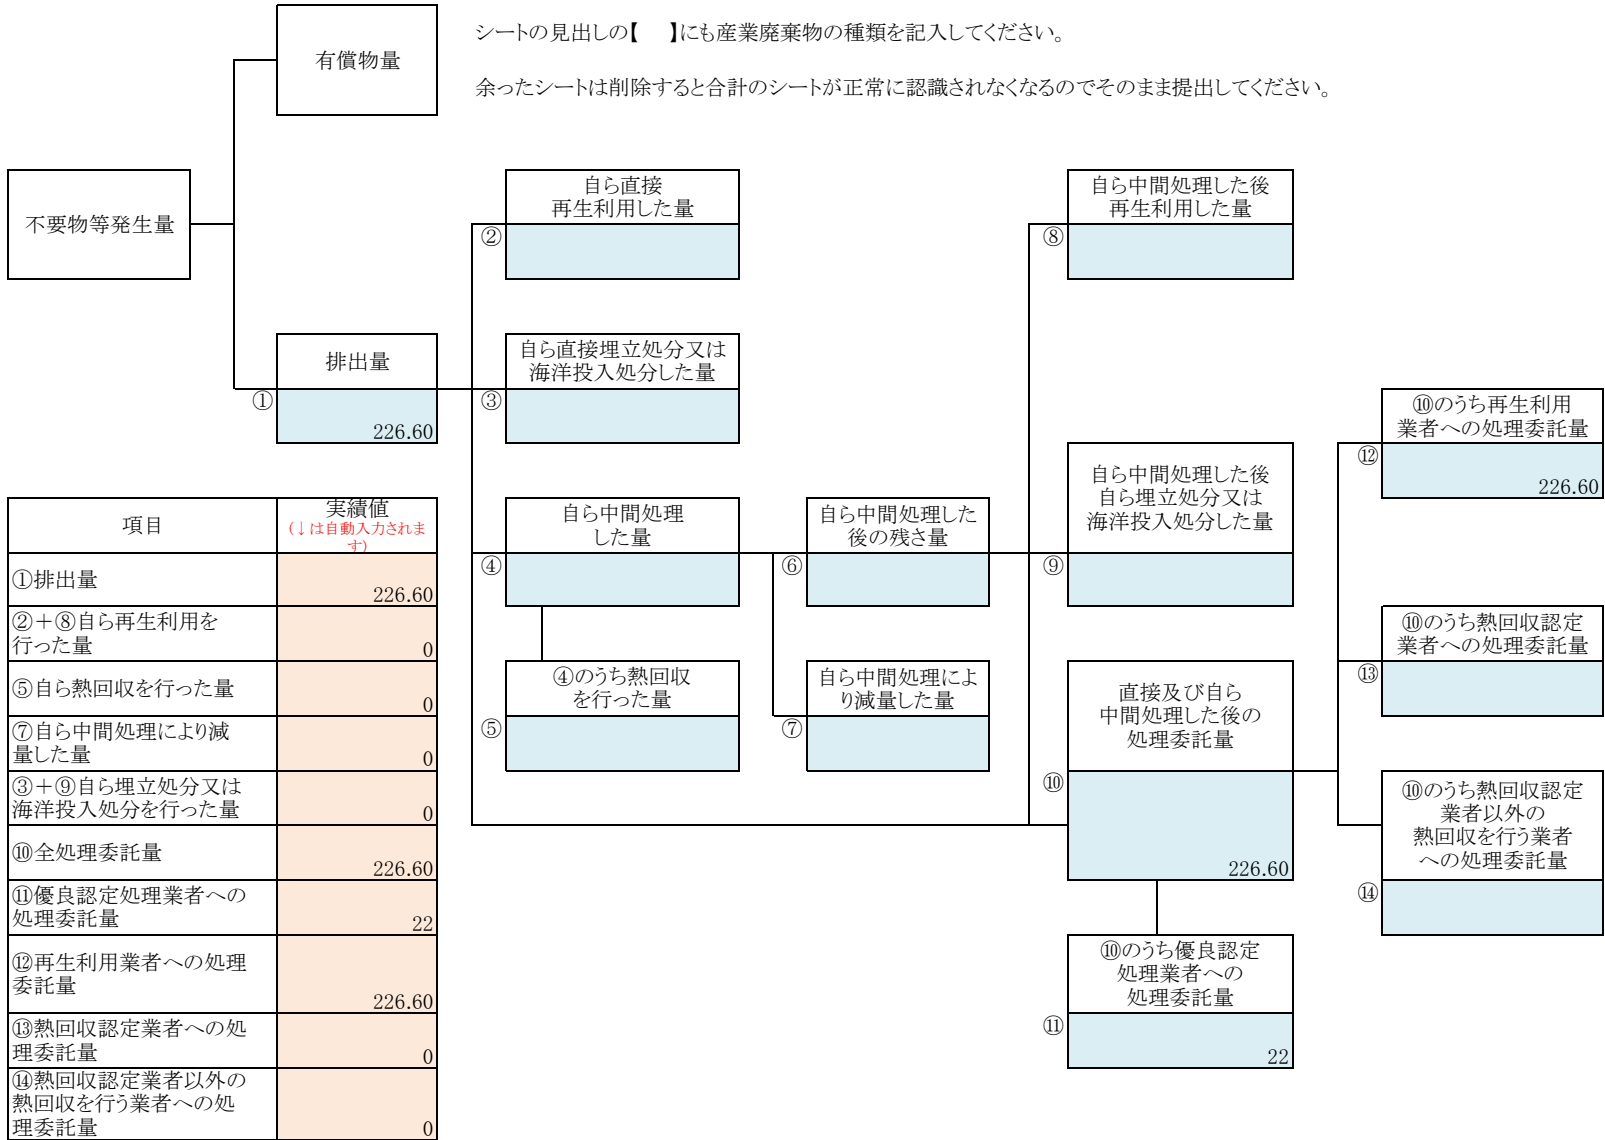 シートの見出しの【　】にも産業廃棄物の種類を記入してください。
有償物量
余ったシートは削除すると合計のシートが正常に認識されなくなるのでそのまま提出してください。
不要物等発生量
自ら直接
再生利用した量
②
自ら中間処理した後
再生利用した量
⑧
排出量
①
226.60
自ら直接埋立処分又は
海洋投入処分した量
③
⑩のうち再生利用
業者への処理委託量
⑫
226.60
自ら中間処理
した量
④
自ら中間処理した
後の残さ量
⑥
自ら中間処理した後
自ら埋立処分又は
海洋投入処分した量
⑨
⑩のうち熱回収認定
業者への処理委託量
⑬
④のうち熱回収
を行った量
⑤
自ら中間処理によ
り減量した量
⑦
直接及び自ら
中間処理した後の
処理委託量
⑩
226.60
⑩のうち熱回収認定
業者以外の
熱回収を行う業者
への処理委託量
⑭
⑩のうち優良認定
処理業者への
処理委託量
⑪
22
項目
実績値
(↓は自動入力されま
す)
①排出量
226.60
②＋⑧自ら再生利用を
行った量
0
⑤自ら熱回収を行った量
0
⑦自ら中間処理により減
量した量
0
③＋⑨自ら埋立処分又は
海洋投入処分を行った量
0
⑩全処理委託量
226.60
⑪優良認定処理業者への
処理委託量
22
⑫再生利用業者への処理
委託量
226.60
⑬熱回収認定業者への処
理委託量
0
⑭熱回収認定業者以外の
熱回収を行う業者への処
理委託量
0